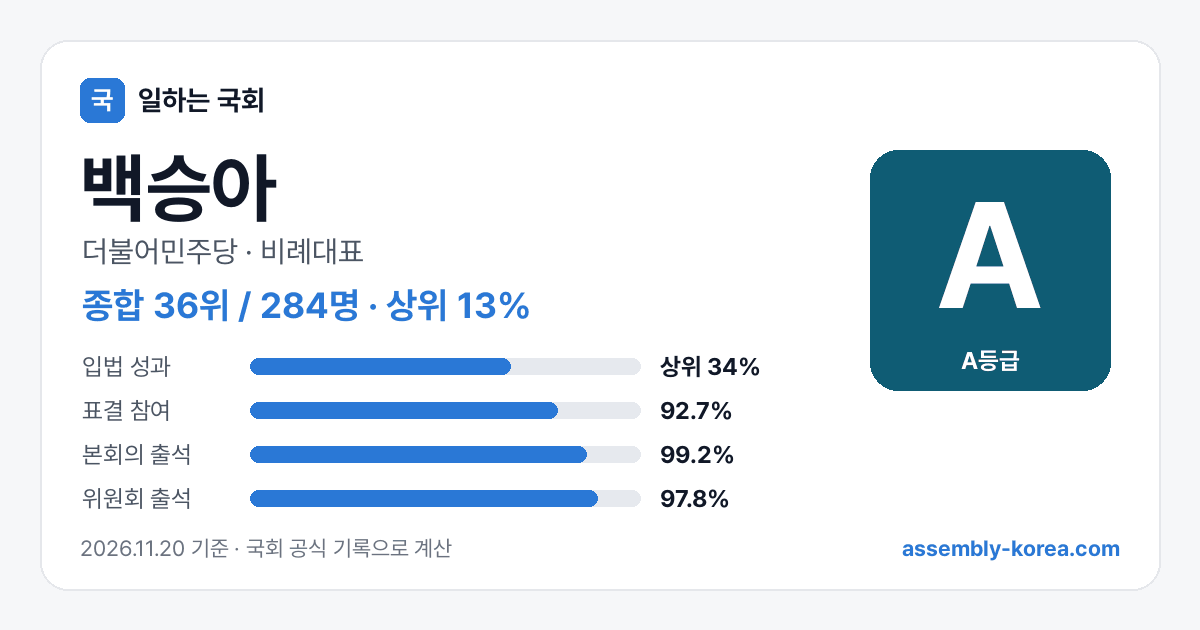 국 일하는 국회
백승아
더불어민주당 · 비례대표
종합 36위 / 284명 · 상위 13%
A
A등급
입법 성과 상위 34%
표결 참여 92.7%
본회의 출석 99.2%
위원회 출석 97.8%
2026.11.20 기준 · 국회 공식 기록으로 계산
assembly-korea.com